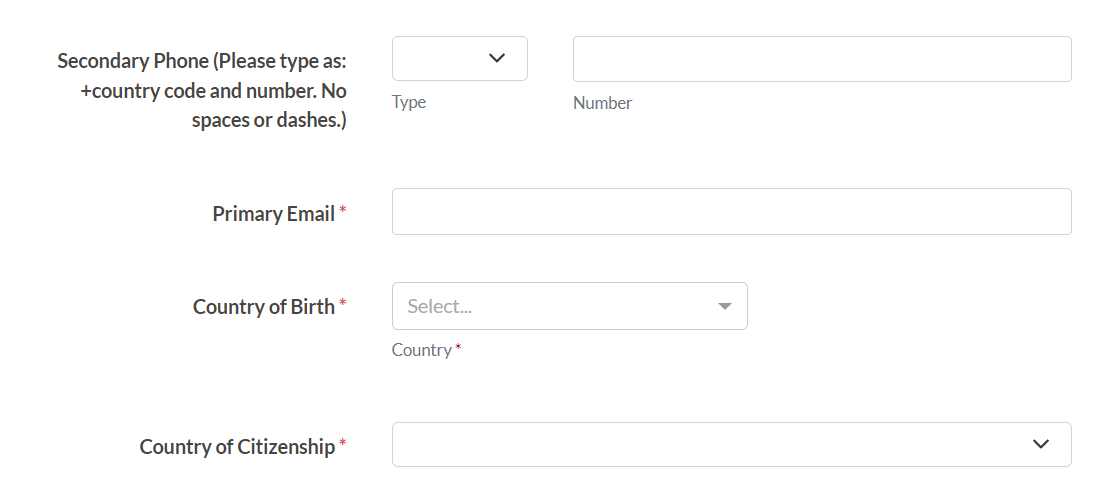 Secondary Phone (Please type as:
+country code and number. No
spaces or dashes.)
Type
Number
Primary Email *
Country of Birth *
Select...
Country *
Country of Citizenship *